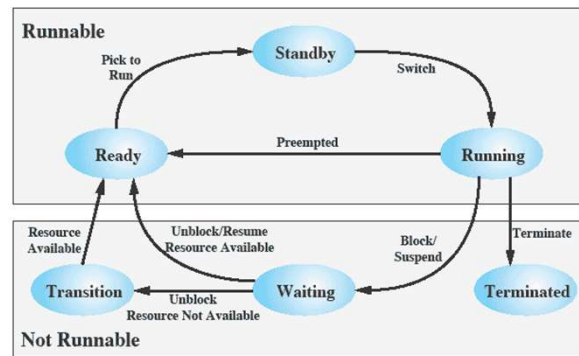 Runnable
Standby
Pick to
Run
Switch
Ready
Preempted
Running
Resource
Available
Unblock/Resume
Resource Available
Block/
Suspend
Terminate
Transition
Unblock
Resource Not Available
Waiting
Terminated
Not Runnable